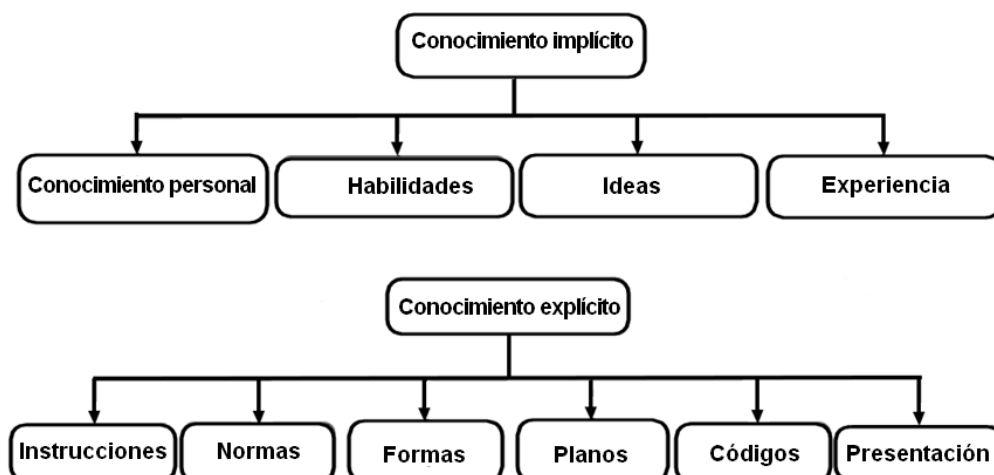 Conocimiento implícito
Conocimiento personal
Habilidades
Ideas
Experiencia
Conocimiento explícito
Instrucciones
Normas
Formas
Planos
Códigos
Presentación